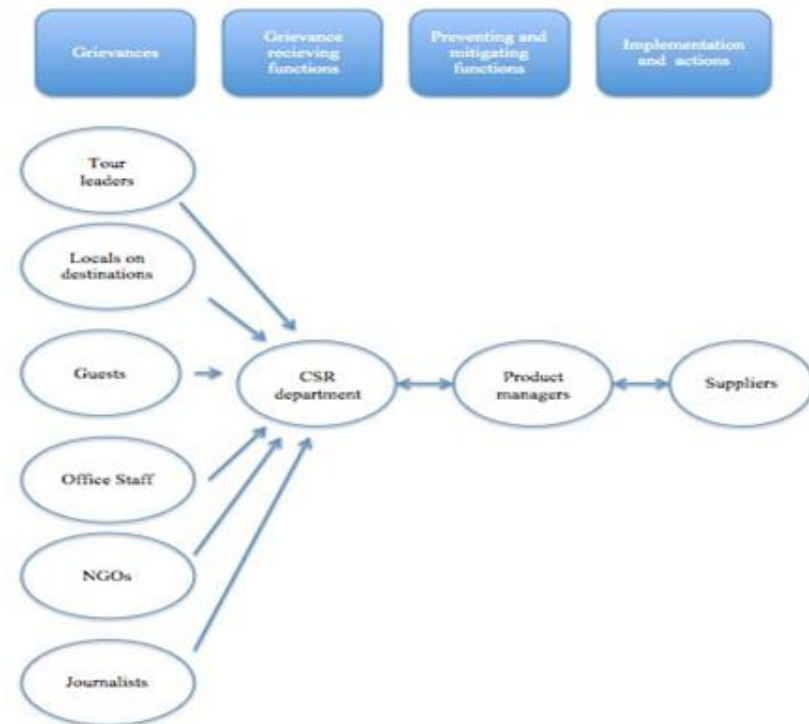 Grievances
Grievance
recieving
functions
Preventing and
mitigating
functions
Implementation
and actions
Tour
leaders
Locals on
destinations
Guests
CSR
department
Product
managers
Suppliers
Office Staff
NGOs
Journalists